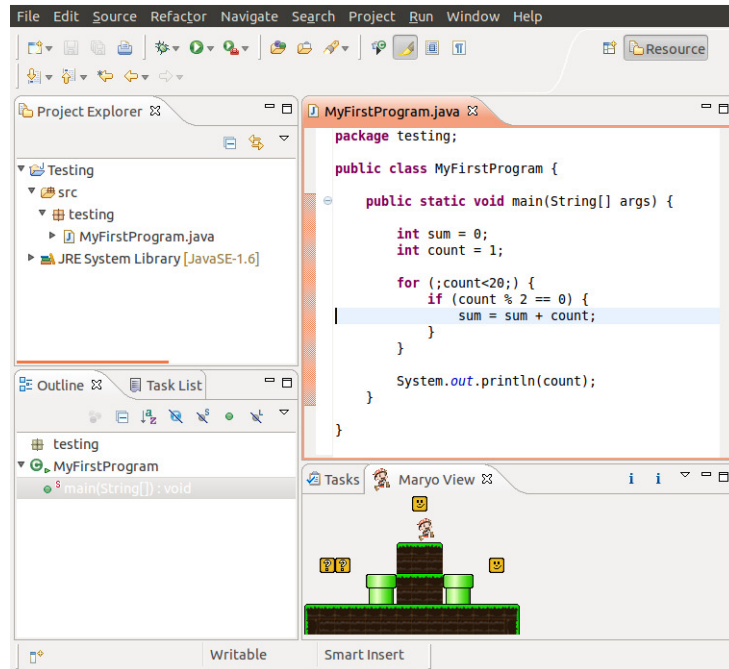 File Edit Source Refactor Navigate Search Project Run Window Help
Resource
Project Explorer
Testing
src
testing
MyFirstProgram.java
JRE System Library [JavaSE-1.6]
MyFirstProgram.java
package testing;
public class MyFirstProgram {
public static void main(String[] args) {
int sum = 0;
int count = 1;
for (;count<20;) {
if (count % 2 == 0) {
sum = sum + count;
}
}
System.out.println(count);
}
}
Outline Task List
testing
MyFirstProgram
main(String[]) : void
Tasks Maryo View
Writable Smart Insert